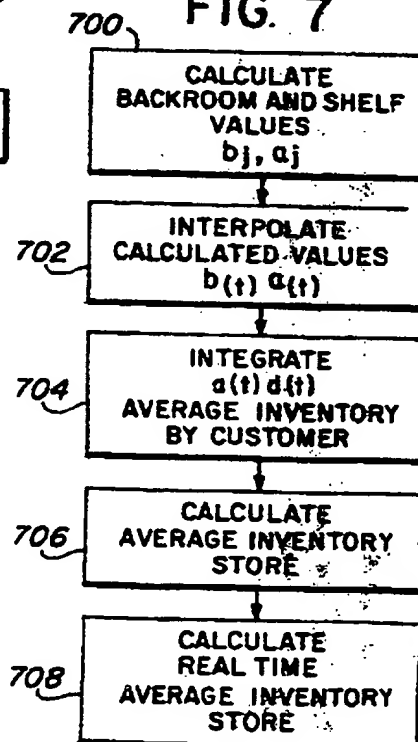 FIG. 7
700
CALCULATE
BACKROOM AND SHELF
VALUES
bj, aj
702
INTERPOLATE
CALCULATED VALUES
b(t) a(t)
704
INTEGRATE
a(t) d(t)
AVERAGE INVENTORY
BY CUSTOMER
706
CALCULATE
AVERAGE INVENTORY
STORE
708
CALCULATE
REAL TIME
AVERAGE INVENTORY
STORE